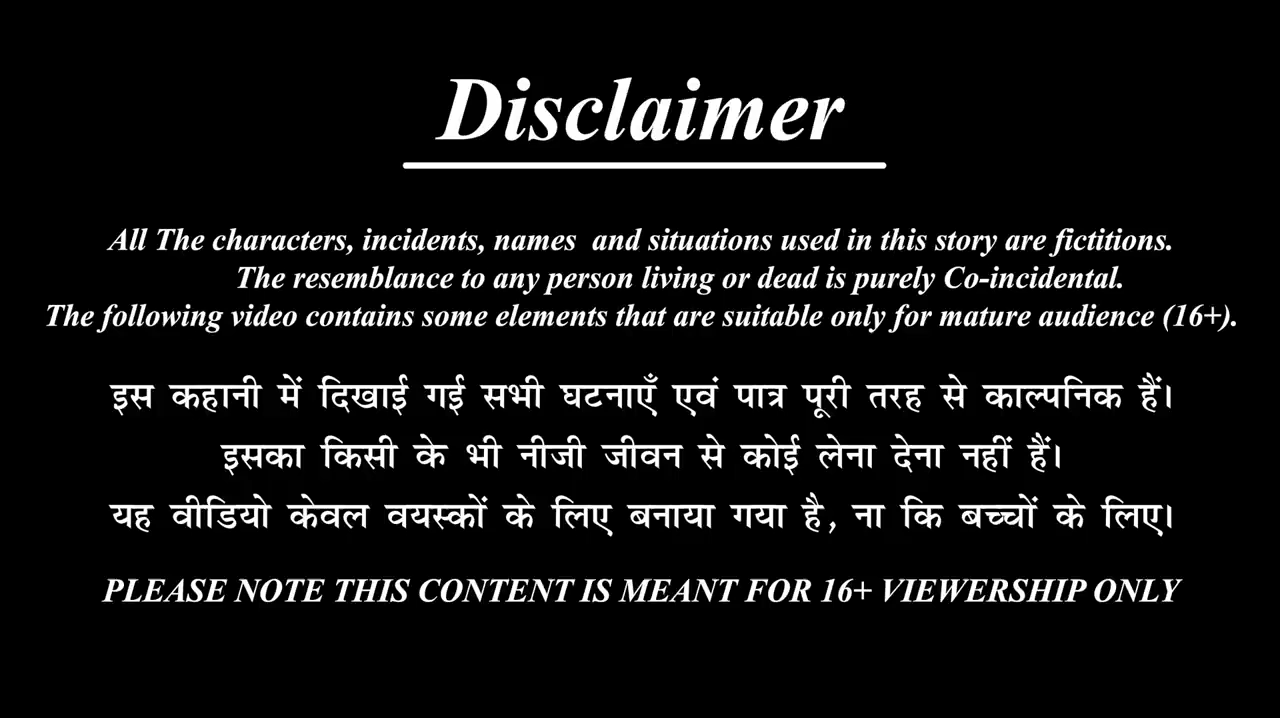 Disclaimer
All The characters, incidents, names and situations used in this story are fictitions.
The resemblance to any person living or dead is purely Co-incidental.
The following video contains some elements that are suitable only for mature audience (16+).
इस कहानी में दिखाई गई सभी घटनाएँ एवं पात्र पूरी तरह से काल्पनिक हैं।
इसका किसी के भी नीजी जीवन से कोई लेना देना नहीं हैं।
यह वीडियो केवल वयस्कों के लिए बनाया गया है, ना कि बच्चों के लिए।
PLEASE NOTE THIS CONTENT IS MEANT FOR 16+ VIEWERSHIP ONLY